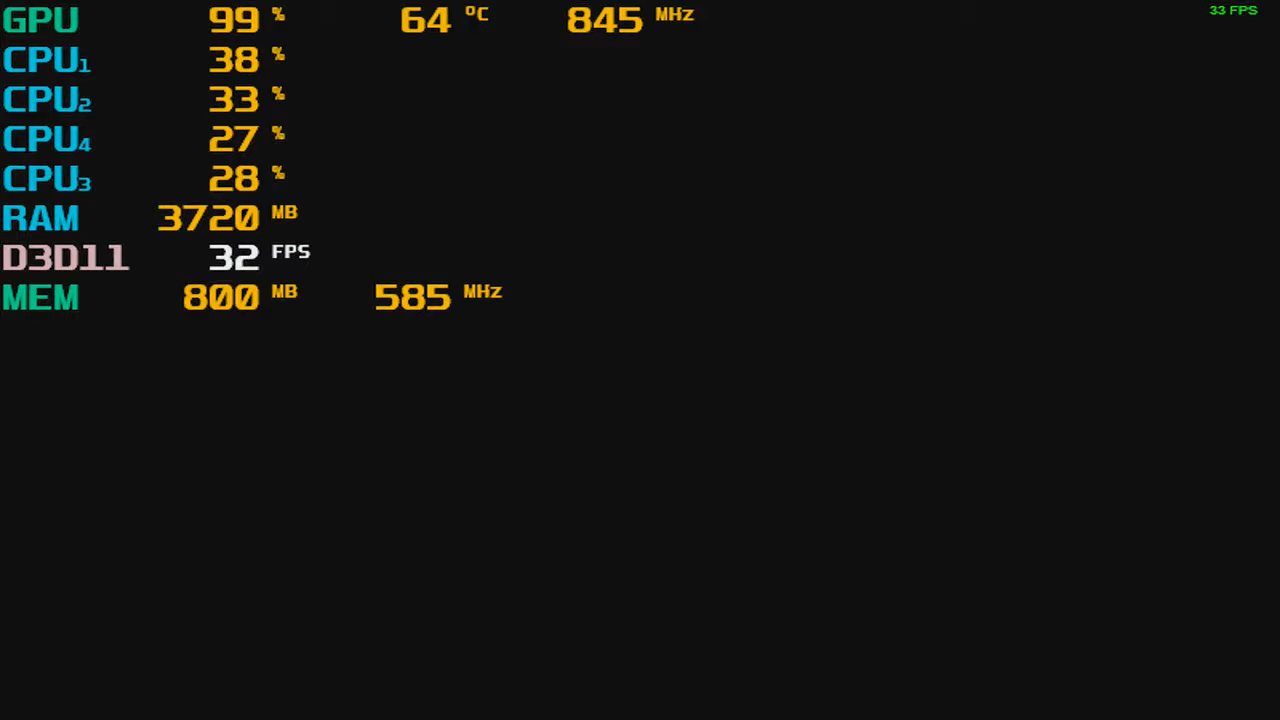 GPU 99 % 64 °C 845 MHz 33 FPS
CPU1 38 %
CPU2 33 %
CPU4 27 %
CPU3 28 %
RAM 3720 MB
D3D11 32 FPS
MEM 800 MB 585 MHz